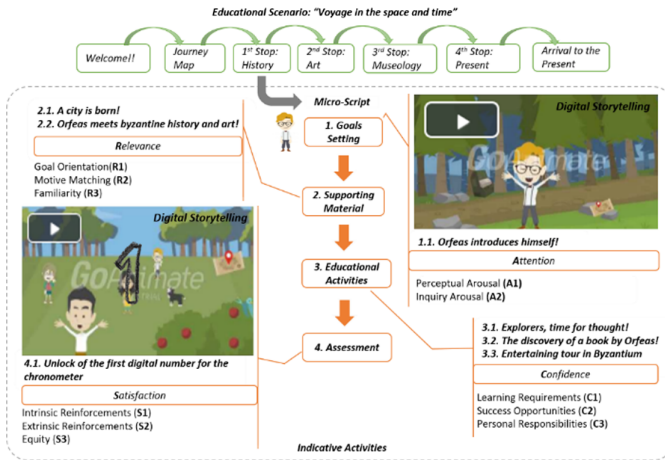 Educational Scenario: “Voyage in the space and time”
Welcome!!
Journey
Map
1st Stop:
History
2nd Stop:
Art
3rd Stop:
Museology
4th Stop:
Present
Arrival to the
Present
Micro-Script
2.1. A city is born!
2.2. Orfeas meets byzantine history and art!
Relevance
Goal Orientation(R1)
Motive Matching (R2)
Familiarity (R3)
1. Goals
Setting
2. Supporting
Material
3. Educational
Activities
4. Assessment
Digital Storytelling
GoAnimate
1.1. Orfeas introduces himself!
Attention
Perceptual Arousal (A1)
Inquiry Arousal (A2)
Digital Storytelling
GoAnimate
1
4.1. Unlock of the first digital number for the
chronometer
Satisfaction
Intrinsic Reinforcements (S1)
Extrinsic Reinforcements (S2)
Equity (S3)
3.1. Explorers, time for thought!
3.2. The discovery of a book by Orfeas!
3.3. Entertaining tour in Byzantium
Confidence
Learning Requirements (C1)
Success Opportunities (C2)
Personal Responsibilities (C3)
Indicative Activities